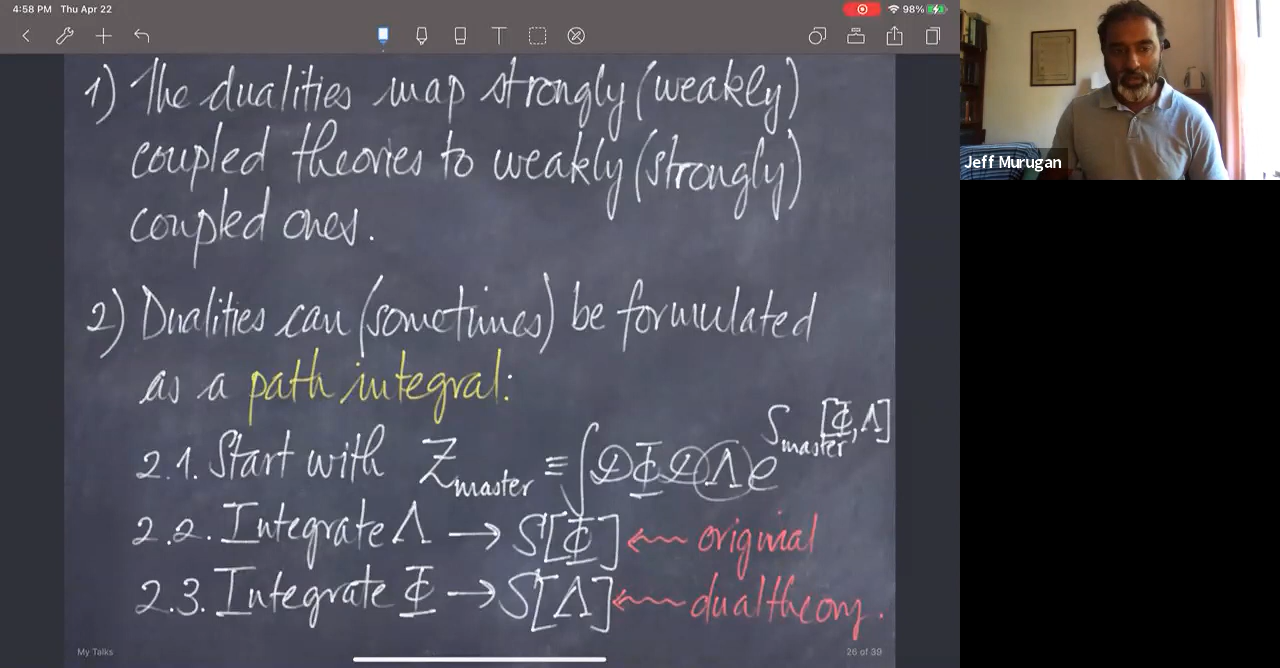 4:58 PM Thu Apr 22
98%
T
1) The dualities map strongly (weakly)
coupled theories to weakly (strongly)
coupled ones.
2) Dualities can (sometimes) be formulated
as a path integral:
2.1. Start with Z_master ≡ ∫ 𝒟Φ 𝒟Λ e^{S_master[Φ,Λ]}
2.2. Integrate Λ → S[Φ] ← original
2.3. Integrate Φ → S[Λ] ← dual theory.
My Talks
26 of 39
Jeff Murugan